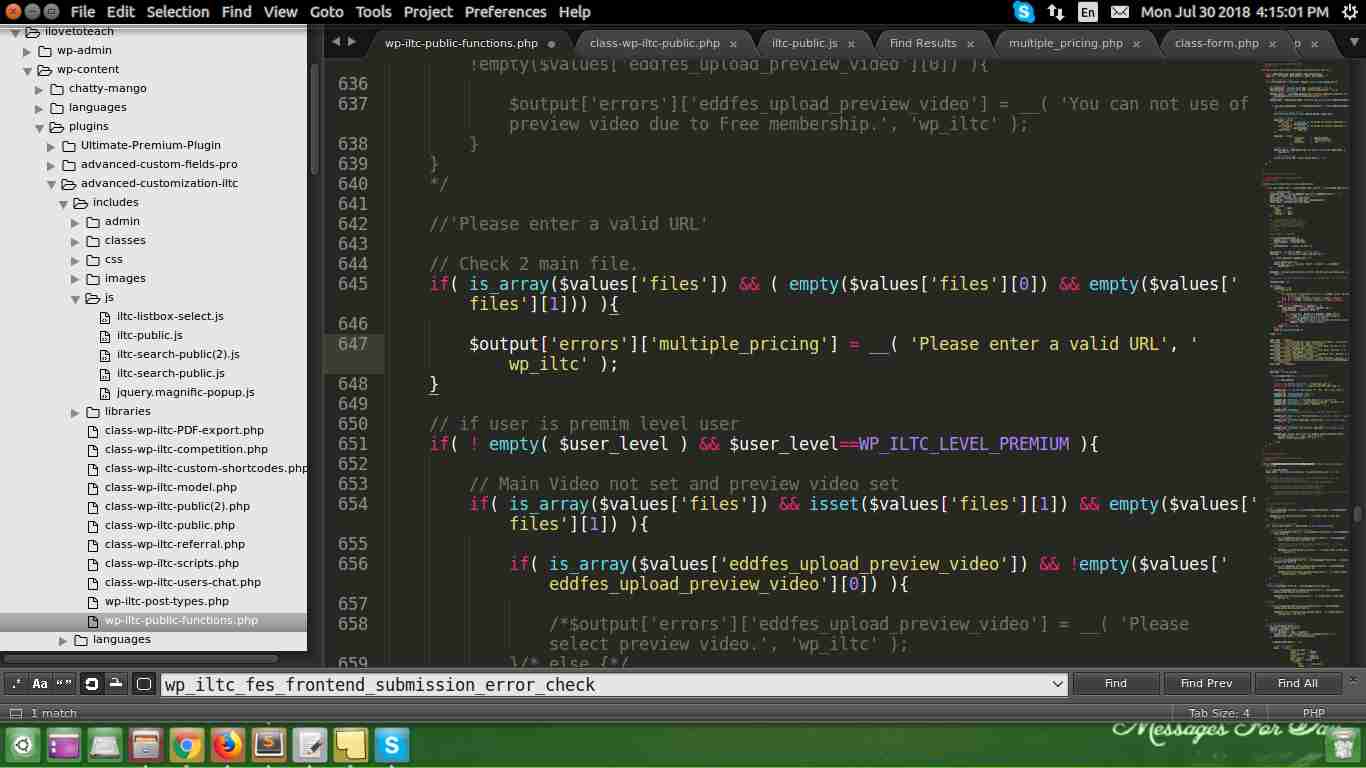 File Edit Selection Find View Goto Tools Project Preferences Help
En Mon Jul 30 2018 4:15:01 PM
ilovetoteach
wp-admin
wp-content
chatty-mango
languages
plugins
Ultimate-Premium-Plugin
advanced-custom-fields-pro
advanced-customization-iltc
includes
admin
classes
css
images
js
iltc-listbox-select.js
iltc-public.js
iltc-search-public(2).js
iltc-search-public.js
jquery.magnific-popup.js
libraries
class-wp-iltc-PDF-export.php
class-wp-iltc-competition.php
class-wp-iltc-custom-shortcodes.php
class-wp-iltc-model.php
class-wp-iltc-public(2).php
class-wp-iltc-public.php
class-wp-iltc-referral.php
class-wp-iltc-scripts.php
class-wp-iltc-users-chat.php
wp-iltc-post-types.php
wp-iltc-public-functions.php
languages
wp-iltc-public-functions.php class-wp-iltc-public.php iltc-public.js Find Results multiple_pricing.php class-form.php p
!empty($values['eddfes_upload_preview_video'][0]) ){
636
637 $output['errors']['eddfes_upload_preview_video'] = __( 'You can not use of
preview video due to Free membership.', 'wp_iltc' );
638 }
639 }
640 */
641
642 //'Please enter a valid URL'
643
644 // Check 2 main file.
645 if( is_array($values['files']) && ( empty($values['files'][0]) && empty($values['
files'][1])) ){
646
647 $output['errors']['multiple_pricing'] = __( 'Please enter a valid URL', '
wp_iltc' );
648 }
649
650 // if user is premim level user
651 if( ! empty( $user_level ) && $user_level==WP_ILTC_LEVEL_PREMIUM ){
652
653 // Main Video not set and preview video set
654 if( is_array($values['files']) && isset($values['files'][1]) && empty($values['
files'][1]) ){
655
656 if( is_array($values['eddfes_upload_preview_video']) && !empty($values['
eddfes_upload_preview_video'][0]) ){
657
658 /*$output['errors']['eddfes_upload_preview_video'] = __( 'Please
select preview video.', 'wp_iltc' );
659 }/* else {*/
.* Aa “” wp_iltc_fes_frontend_submission_error_check Find Find Prev Find All
1 match Tab Size: 4 PHP
Messages For Day